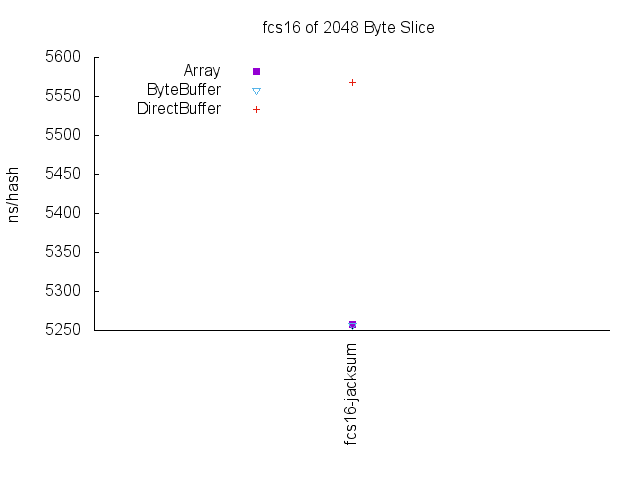 fcs16 of 2048 Byte Slice
5600
5550
5500
5450
5400
5350
5300
5250
ns/hash
Array
ByteBuffer
DirectBuffer
fcs16-jacksum